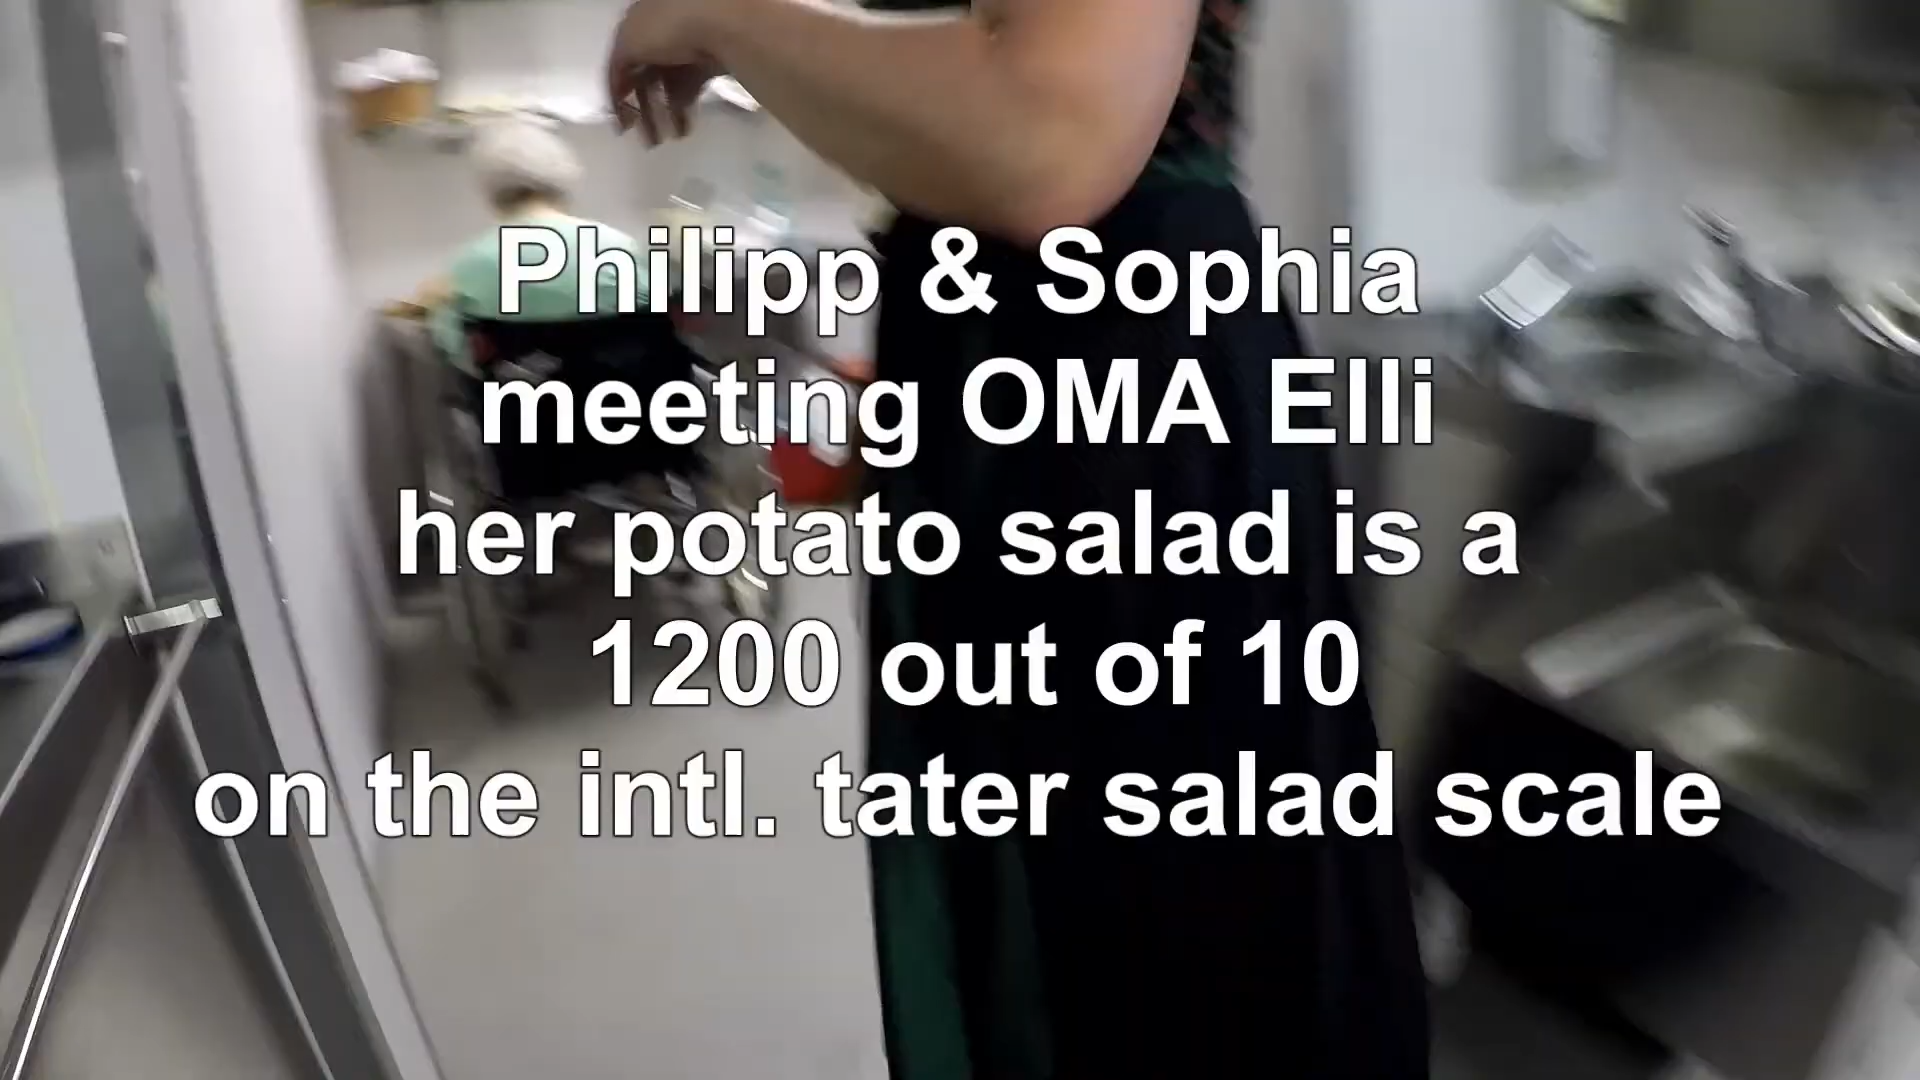 Philipp & Sophia
meeting OMA Elli
her potato salad is a
1200 out of 10
on the intl. tater salad scale